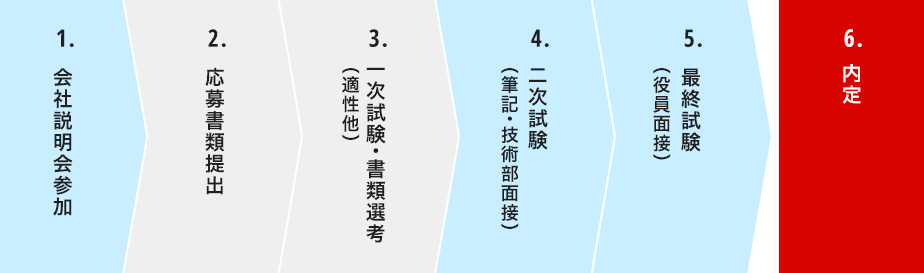 1.
会社説明会参加
2.
応募書類提出
3.
一次試験・書類選考
(適性他)
4.
二次試験
(筆記・技術部面接)
5.
最終試験
(役員面接)
6.
内定